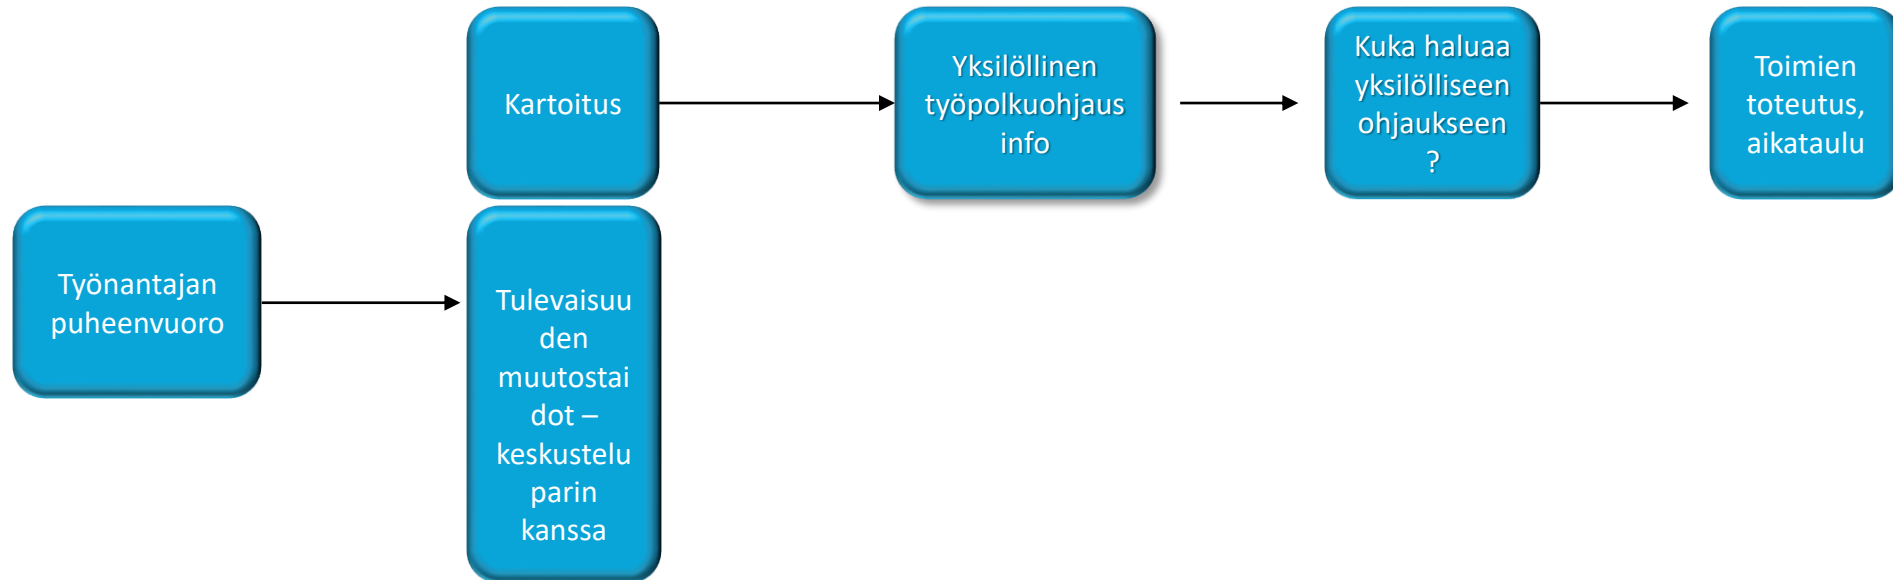 Työnantajan
puheenvuoro
Kartoitus
Tulevaisuu
den
muutostai
dot –
keskustelu
parin
kanssa
Yksilöllinen
työpolkuohjaus
info
Kuka haluaa
yksilölliseen
ohjaukseen
?
Toimien
toteutus,
aikataulu